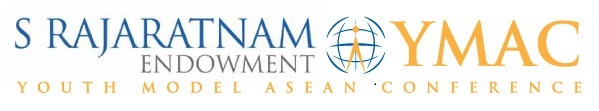 S RAJARATNAM YMAC
ENDOWMENT
YOUTH MODEL ASEAN CONFERENCE